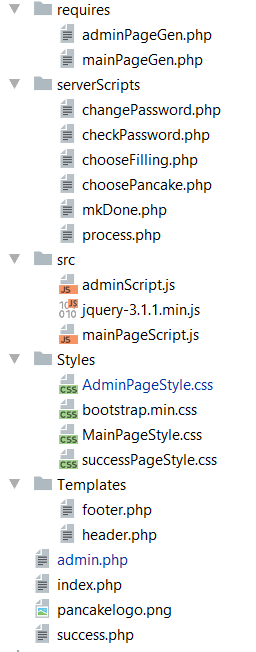 requires
adminPageGen.php
mainPageGen.php
serverScripts
changePassword.php
checkPassword.php
chooseFilling.php
choosePancake.php
mkDone.php
process.php
src
JS adminScript.js
10 10 jquery-3.1.1.min.js
JS mainPageScript.js
Styles
CSS AdminPageStyle.css
CSS bootstrap.min.css
CSS MainPageStyle.css
CSS successPageStyle.css
Templates
footer.php
header.php
admin.php
index.php
pancakelogo.png
success.php